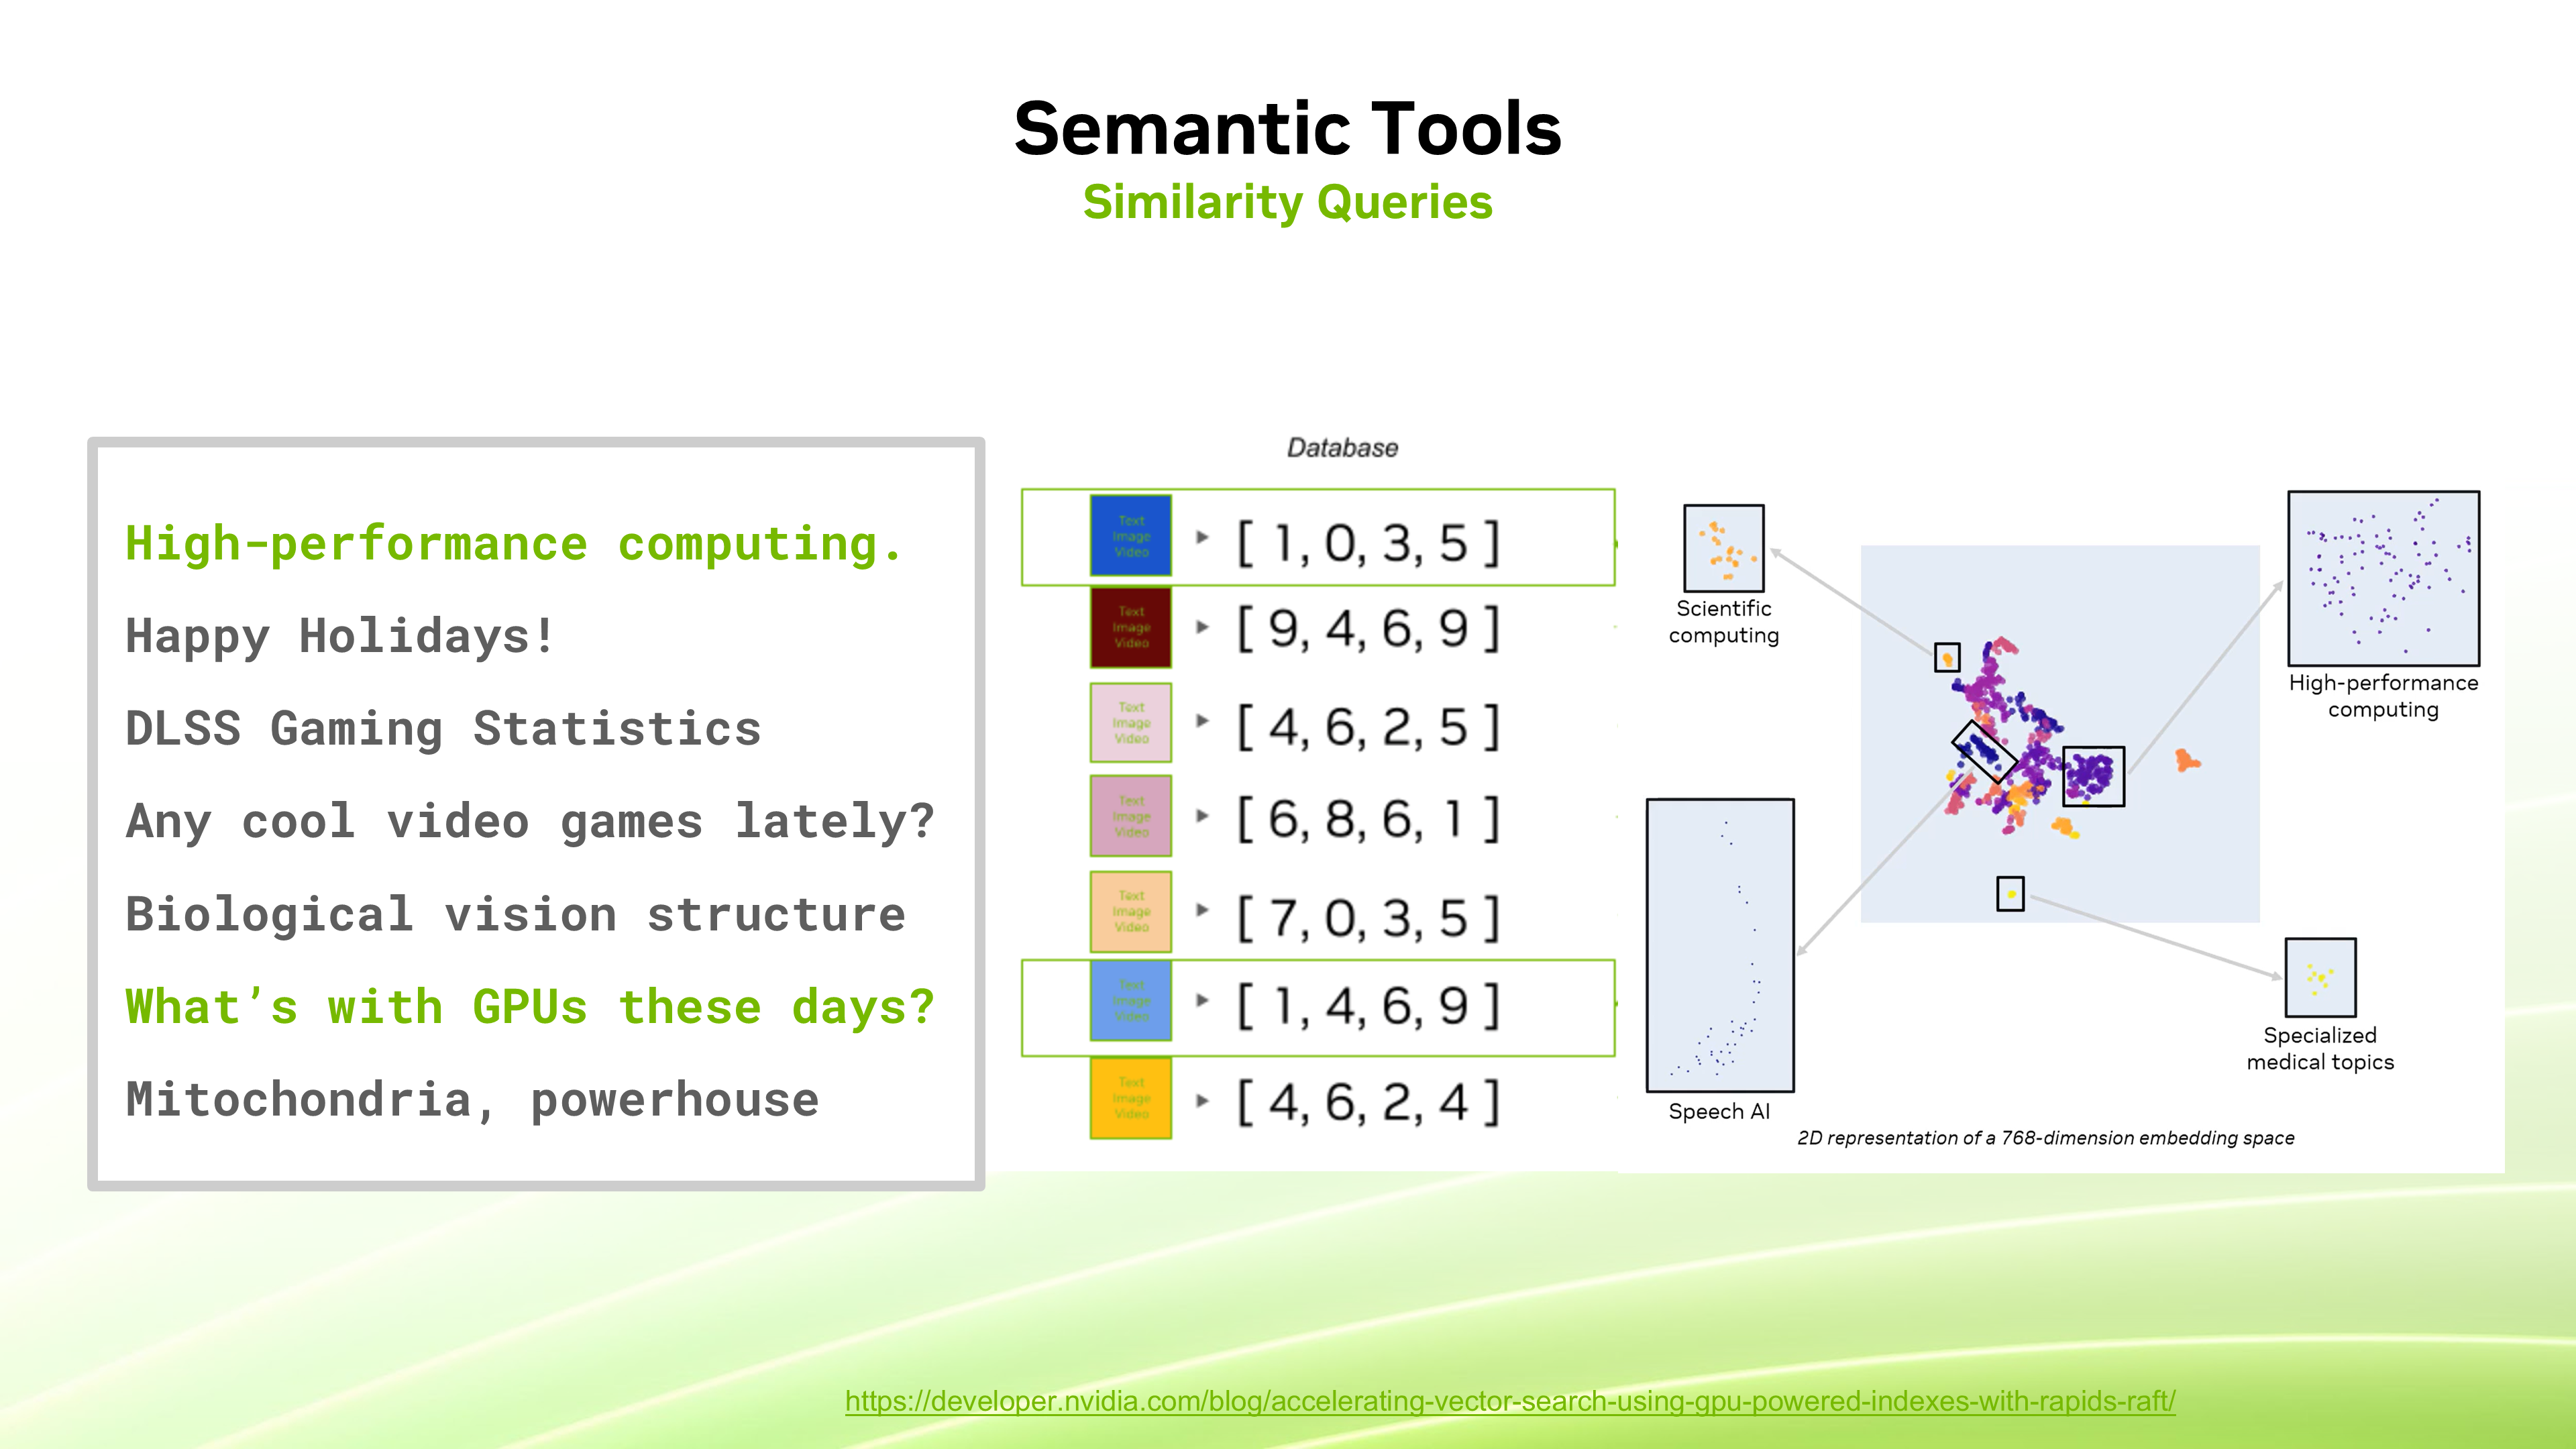 Semantic Tools
Similarity Queries
High-performance computing.
Happy Holidays!
DLSS Gaming Statistics
Any cool video games lately?
Biological vision structure
What’s with GPUs these days?
Mitochondria, powerhouse
Database
Text
Image
Video
[ 1, 0, 3, 5 ]
Text
Image
Video
[ 9, 4, 6, 9 ]
Text
Image
Video
[ 4, 6, 2, 5 ]
Text
Image
Video
[ 6, 8, 6, 1 ]
Text
Image
Video
[ 7, 0, 3, 5 ]
Text
Image
Video
[ 1, 4, 6, 9 ]
Text
Image
Video
[ 4, 6, 2, 4 ]
Scientific
computing
High-performance
computing
Speech AI
Specialized
medical topics
2D representation of a 768-dimension embedding space
https://developer.nvidia.com/blog/accelerating-vector-search-using-gpu-powered-indexes-with-rapids-raft/